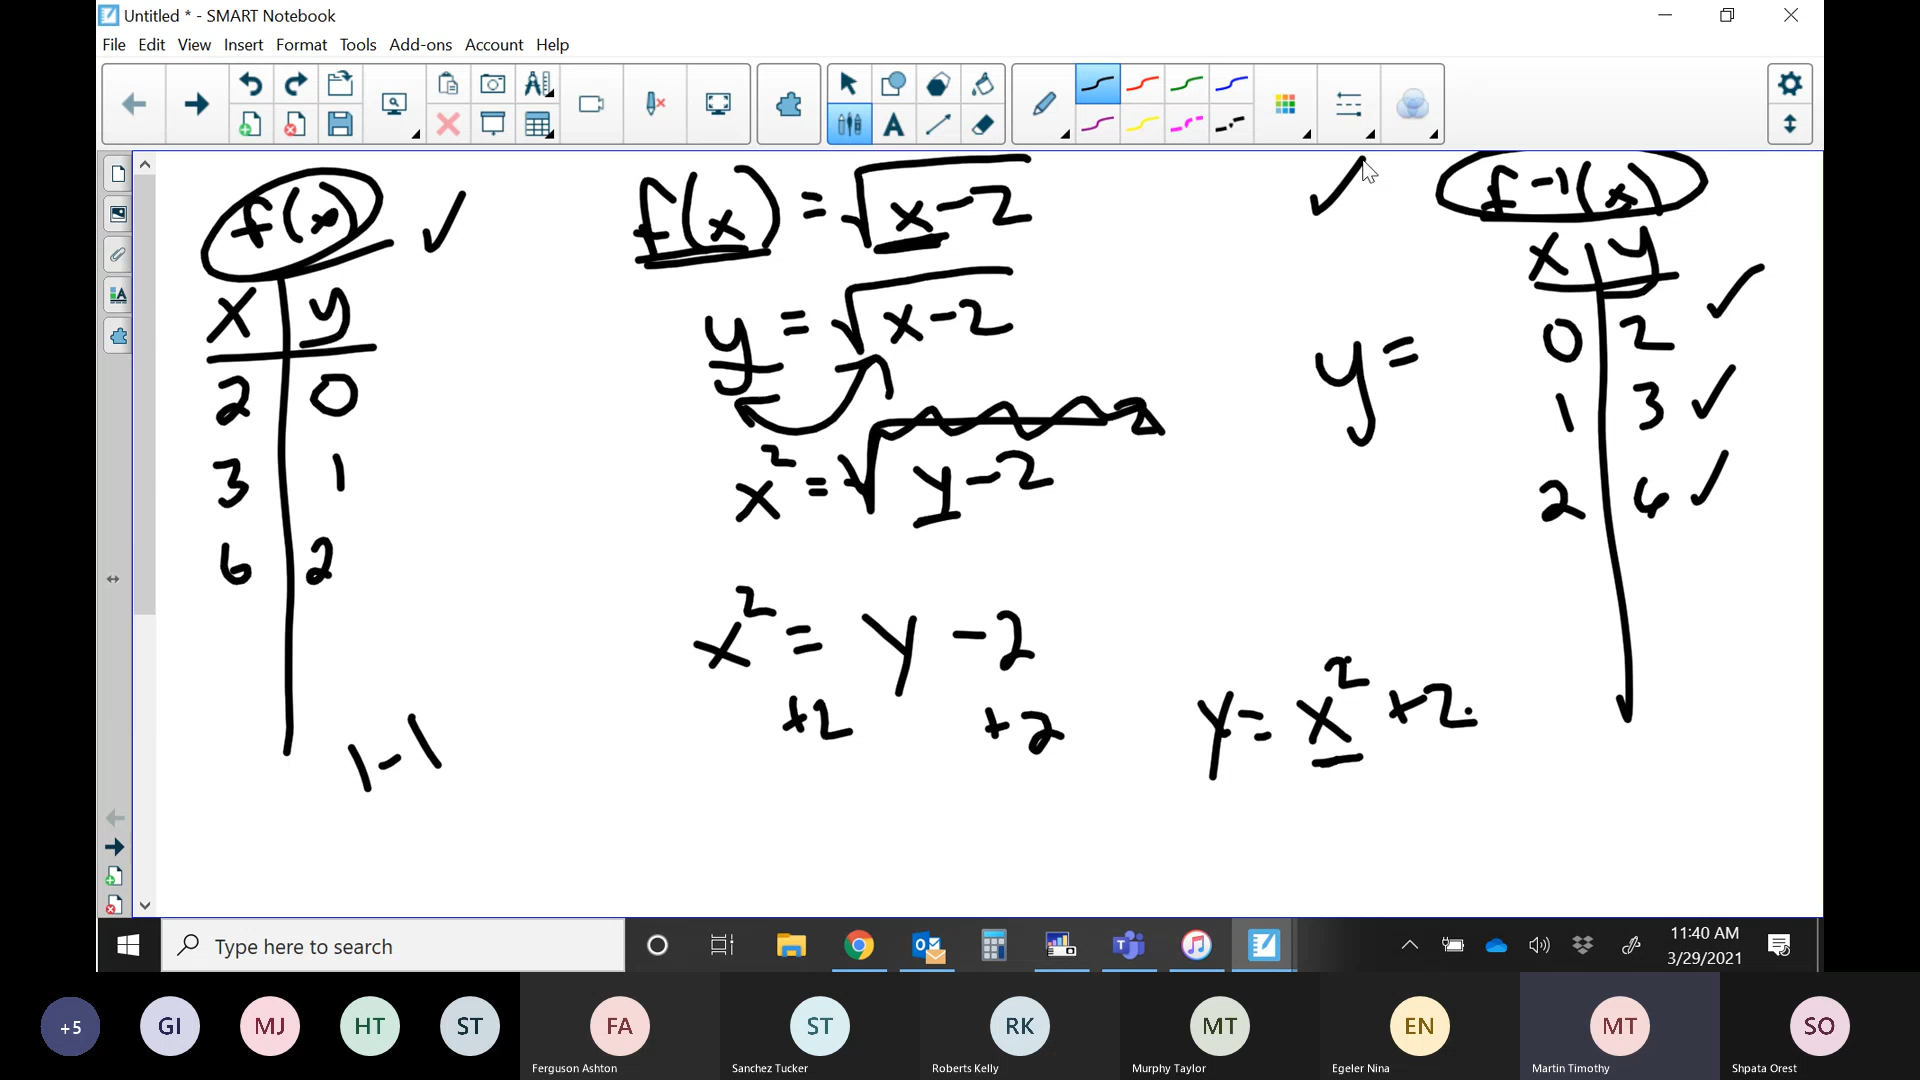 Untitled * - SMART Notebook
File Edit View Insert Format Tools Add-ons Account Help
f(x) ✓
x y
2 0
3 1
6 2
1-1
f(x) = √x-2
y = √x-2
x² = √y-2
x² = y - 2
+2 +2
y = x² + 2.
✓
y =
f-1(x)
x y
0 2 ✓
1 3 ✓
2 6 ✓
Type here to search
11:40 AM
3/29/2021
+5 GI MJ HT ST FA ST RK MT EN MT SO
Ferguson Ashton Sanchez Tucker Roberts Kelly Murphy Taylor Egeler Nina Martin Timothy Shpata Orest